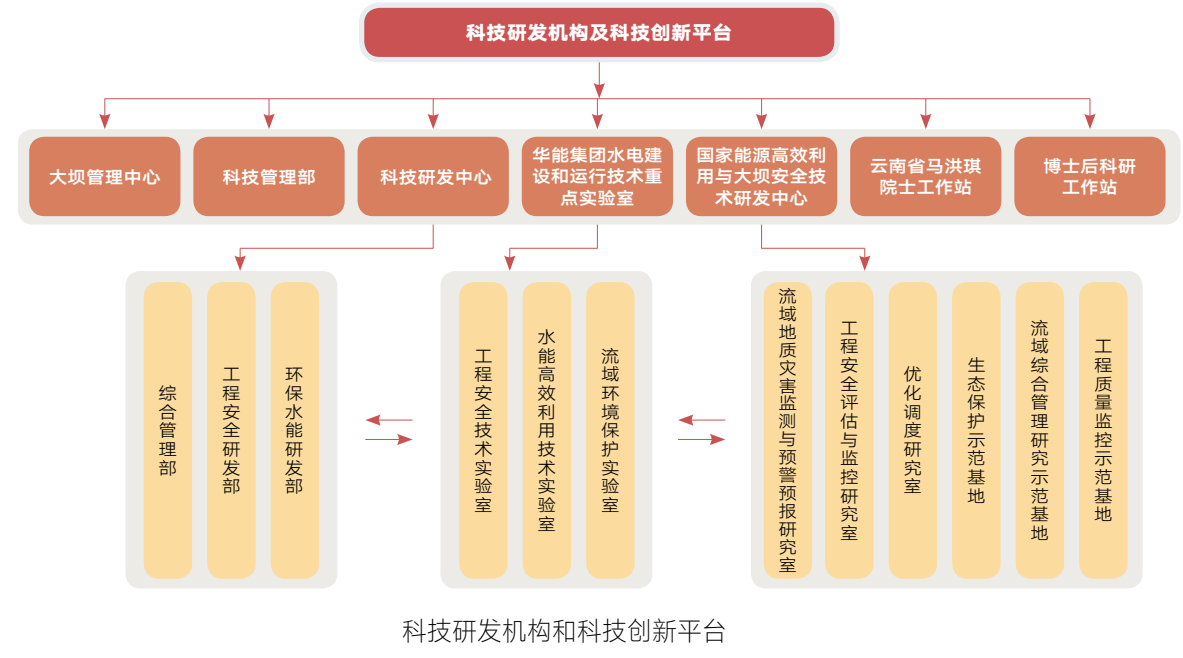 科技研发机构及科技创新平台
大坝管理中心
科技管理部
科技研发中心
华能集团水电建
设和运行技术重
点实验室
国家能源高效利
用与大坝安全技
术研发中心
云南省马洪琪
院士工作站
博士后科研
工作站
综合管理部
工程安全研发部
环保水能研发部
工程安全技术实验室
水能高效利用技术实验室
流域环境保护实验室
流域地质灾害监测与预警预报研究室
工程安全评估与监控研究室
优化调度研究室
生态保护示范基地
流域综合管理研究示范基地
工程质量监控示范基地
科技研发机构和科技创新平台